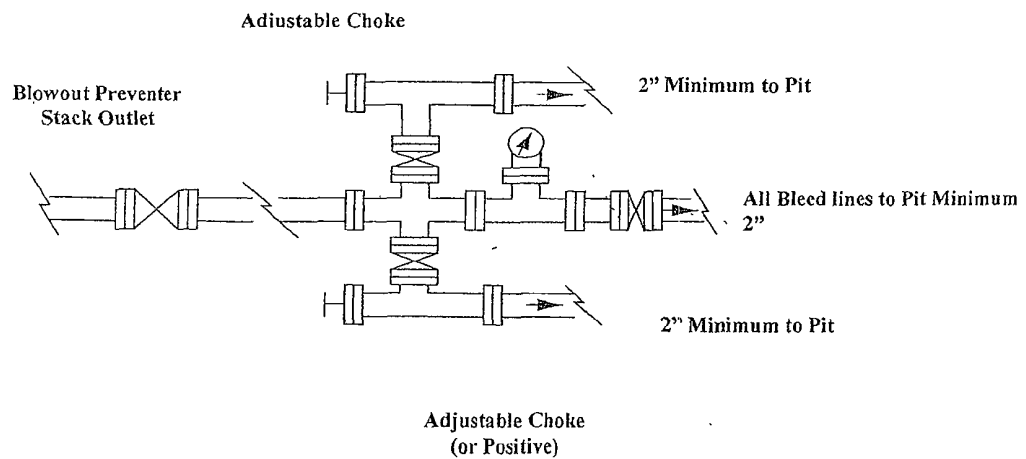 Adiustable Choke
2” Minimum to Pit
Blowout Preventer
Stack Outlet
All Bleed lines to Pit Minimum
2”
2” Minimum to Pit
Adjustable Choke
(or Positive)